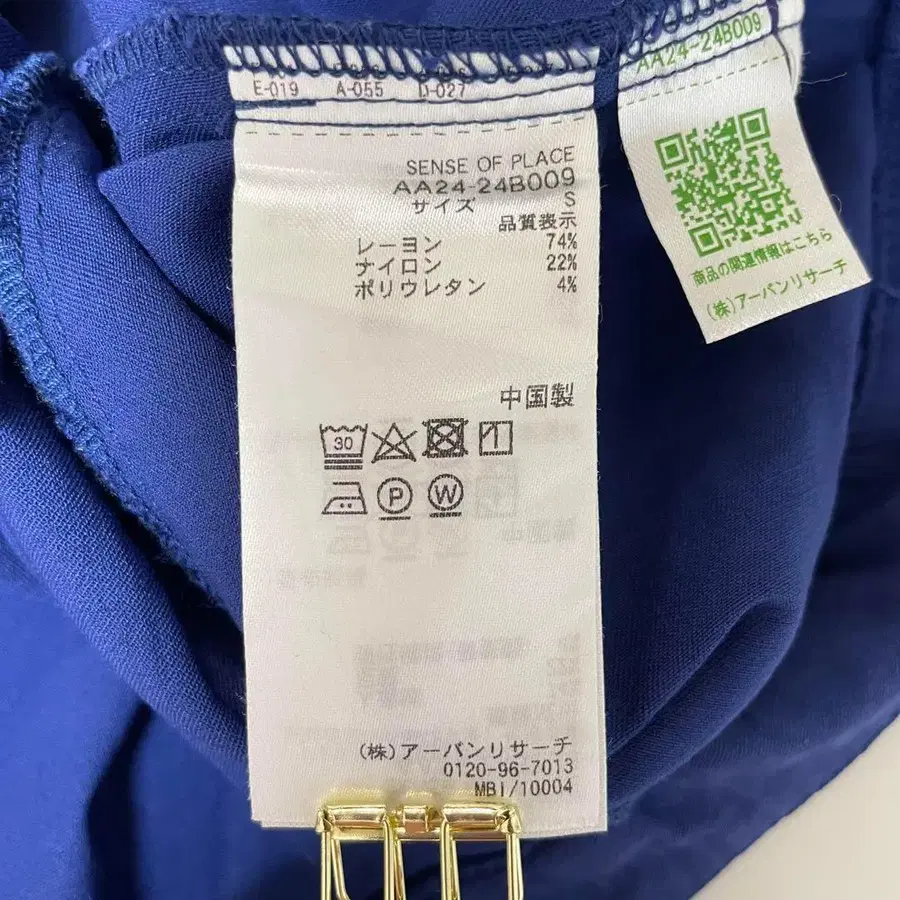 E-019 A-055 D-027
SENSE OF PLACE
AA24-24B009
サイズ S
品質表示
レーヨン 74%
ナイロン 22%
ポリウレタン 4%
中国製
30
P W
(株)アーバンリサーチ
0120-96-7013
MBI/10004
AA24-24B009
商品の関連情報はこちら
(株)アーバンリサーチ